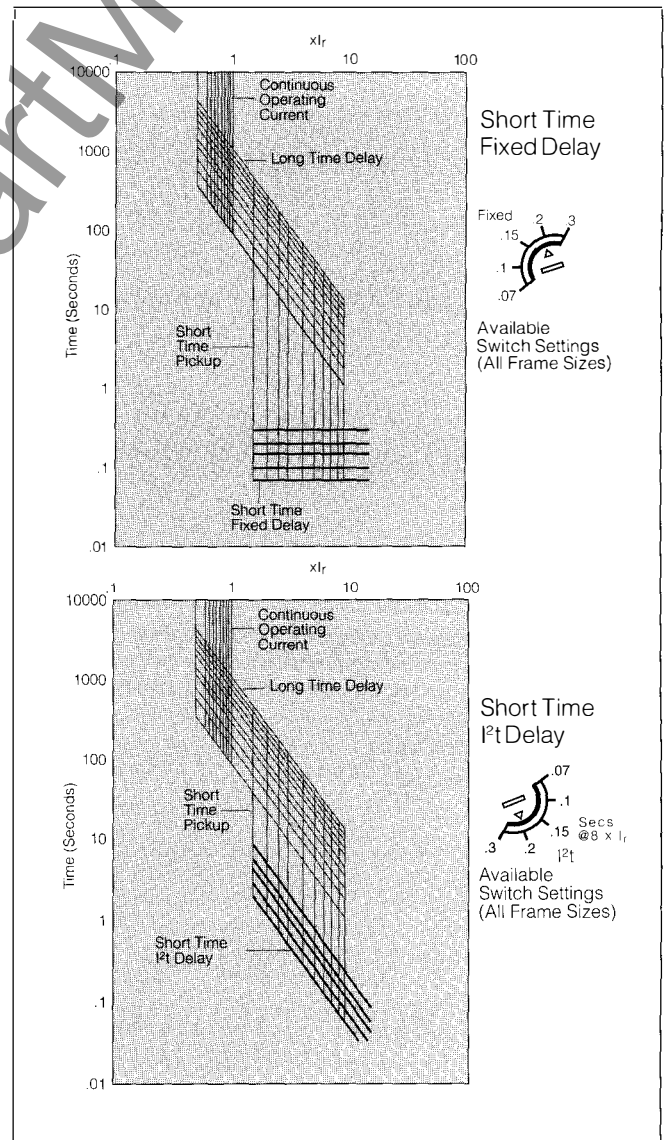 artM
xIr
.1 1 10 100
10000
1000
100
10
1
.1
.01
Time (Seconds)
Continuous
Operating
Current
Long Time Delay
Short
Time
Pickup
Short Time
Fixed Delay
Short Time
Fixed Delay
Fixed
.07 .1 .15 .2 .3
Available
Switch Settings
(All Frame Sizes)
xIr
.1 1 10 100
10000
1000
100
10
1
.1
.01
Time (Seconds)
Continuous
Operating
Current
Long Time Delay
Short
Time
Pickup
Short Time
I²t Delay
Short Time
I²t Delay
.07
.1
.15 Secs
@8 x Ir
.3 .2 I²t
Available
Switch Settings
(All Frame Sizes)